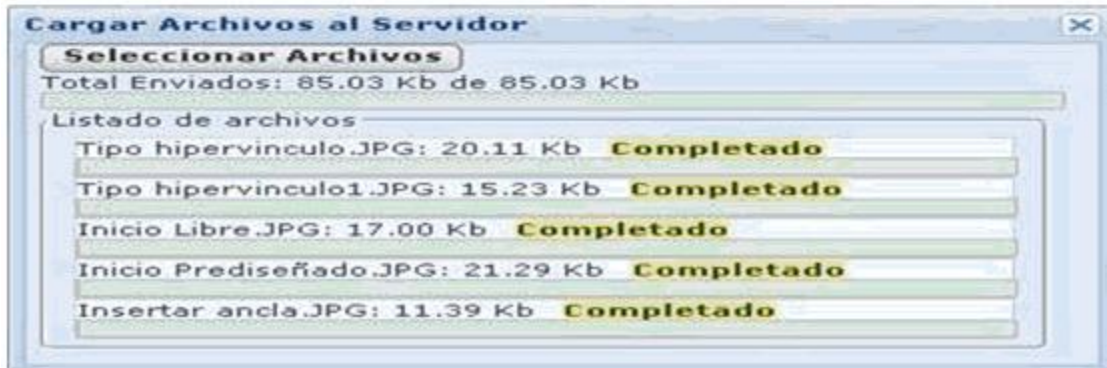 Cargar Archivos al Servidor
Seleccionar Archivos
Total Enviados: 85.03 Kb de 85.03 Kb
Listado de archivos
Tipo hipervinculo.JPG: 20.11 Kb Completado
Tipo hipervinculo1.JPG: 15.23 Kb Completado
Inicio Libre.JPG: 17.00 Kb Completado
Inicio Prediseñado.JPG: 21.29 Kb Completado
Insertar ancla.JPG: 11.39 Kb Completado